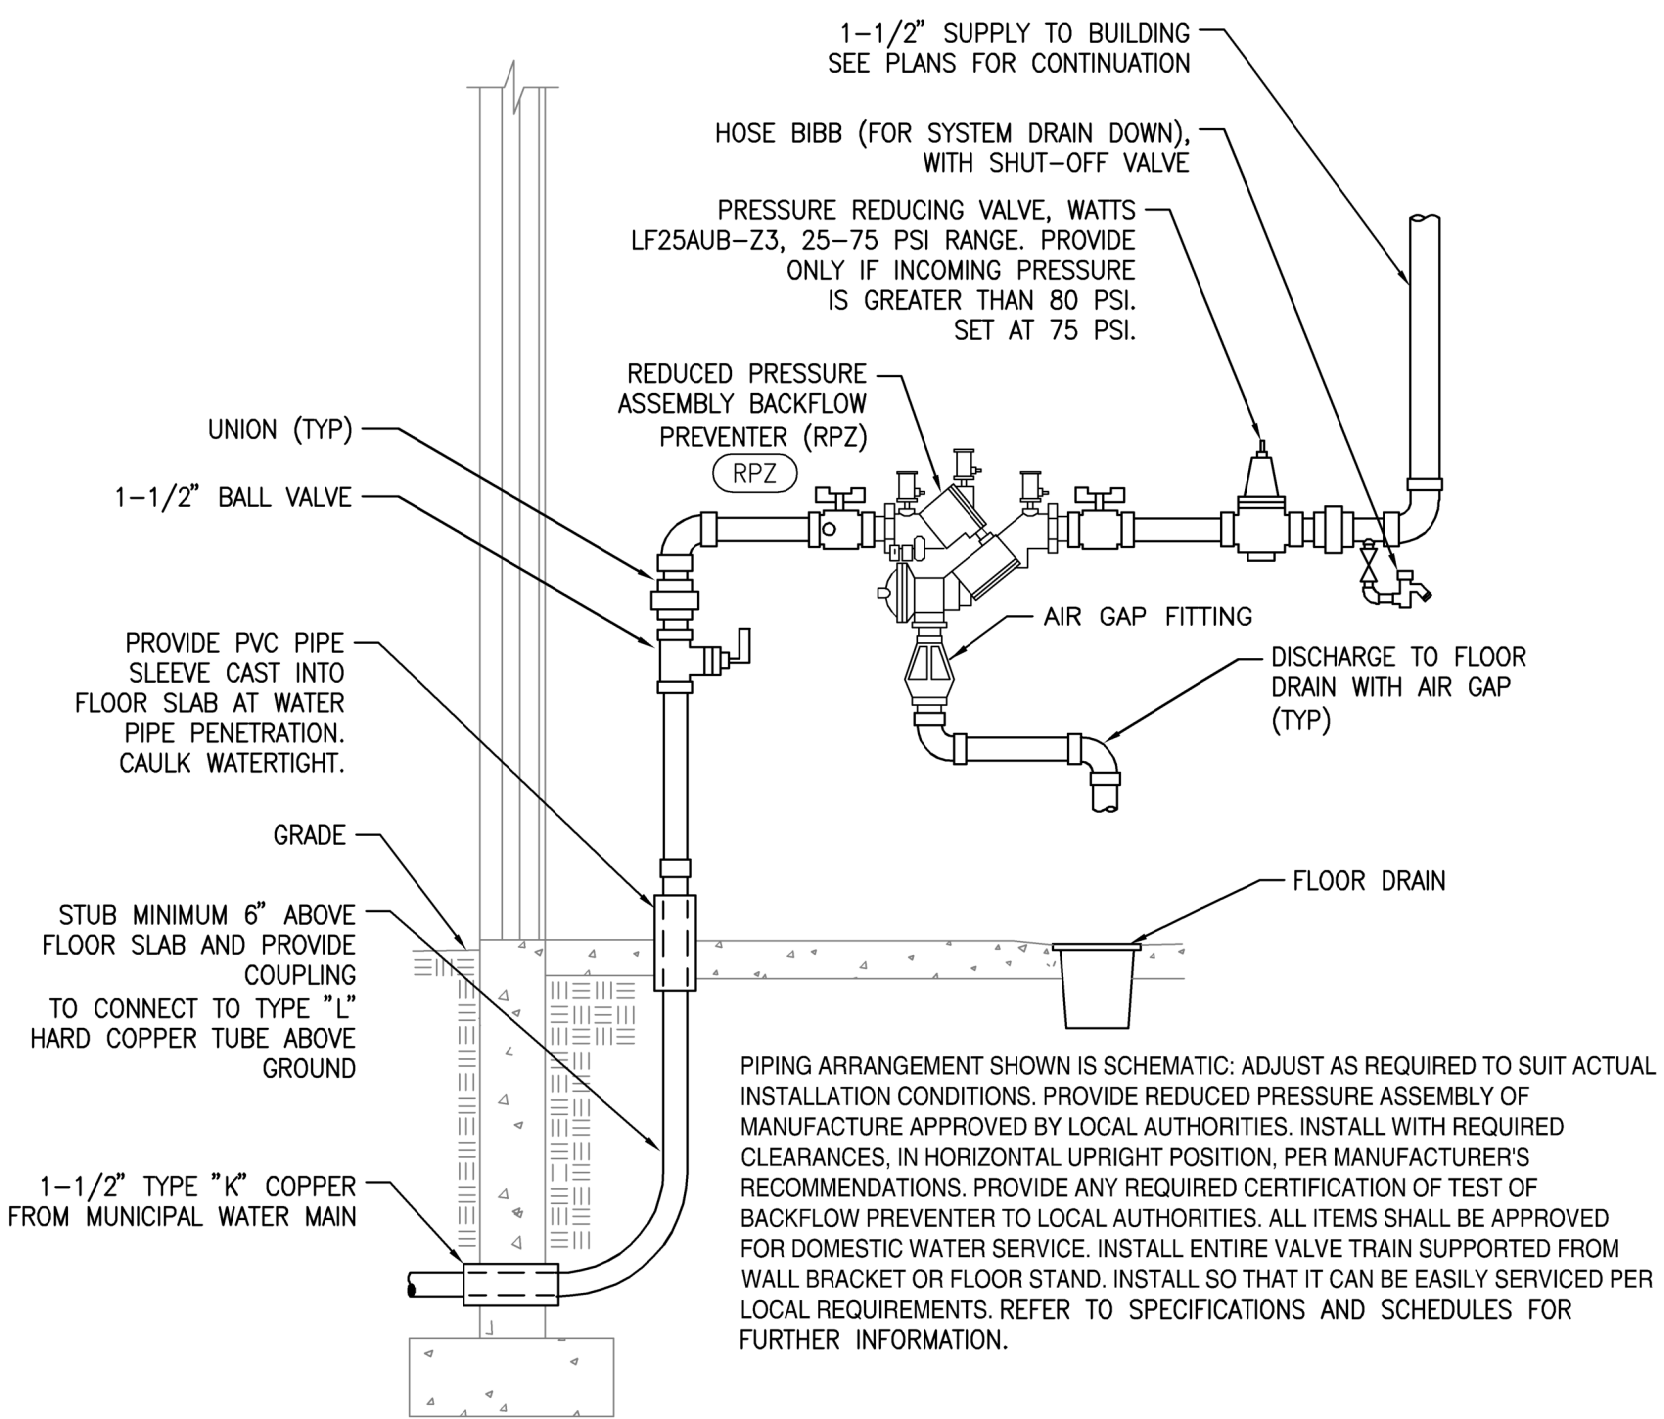 1-1/2" SUPPLY TO BUILDING
SEE PLANS FOR CONTINUATION
HOSE BIBB (FOR SYSTEM DRAIN DOWN),
WITH SHUT-OFF VALVE
PRESSURE REDUCING VALVE, WATTS
LF25AUB-Z3, 25-75 PSI RANGE. PROVIDE
ONLY IF INCOMING PRESSURE
IS GREATER THAN 80 PSI.
SET AT 75 PSI.
REDUCED PRESSURE
ASSEMBLY BACKFLOW
PREVENTER (RPZ)
RPZ
UNION (TYP)
1-1/2" BALL VALVE
AIR GAP FITTING
DISCHARGE TO FLOOR
DRAIN WITH AIR GAP
(TYP)
PROVIDE PVC PIPE
SLEEVE CAST INTO
FLOOR SLAB AT WATER
PIPE PENETRATION.
CAULK WATERTIGHT.
GRADE
FLOOR DRAIN
STUB MINIMUM 6" ABOVE
FLOOR SLAB AND PROVIDE
COUPLING
TO CONNECT TO TYPE "L"
HARD COPPER TUBE ABOVE
GROUND
1-1/2" TYPE "K" COPPER
FROM MUNICIPAL WATER MAIN
PIPING ARRANGEMENT SHOWN IS SCHEMATIC: ADJUST AS REQUIRED TO SUIT ACTUAL
INSTALLATION CONDITIONS. PROVIDE REDUCED PRESSURE ASSEMBLY OF
MANUFACTURE APPROVED BY LOCAL AUTHORITIES. INSTALL WITH REQUIRED
CLEARANCES, IN HORIZONTAL UPRIGHT POSITION, PER MANUFACTURER'S
RECOMMENDATIONS. PROVIDE ANY REQUIRED CERTIFICATION OF TEST OF
BACKFLOW PREVENTER TO LOCAL AUTHORITIES. ALL ITEMS SHALL BE APPROVED
FOR DOMESTIC WATER SERVICE. INSTALL ENTIRE VALVE TRAIN SUPPORTED FROM
WALL BRACKET OR FLOOR STAND. INSTALL SO THAT IT CAN BE EASILY SERVICED PER
LOCAL REQUIREMENTS. REFER TO SPECIFICATIONS AND SCHEDULES FOR
FURTHER INFORMATION.